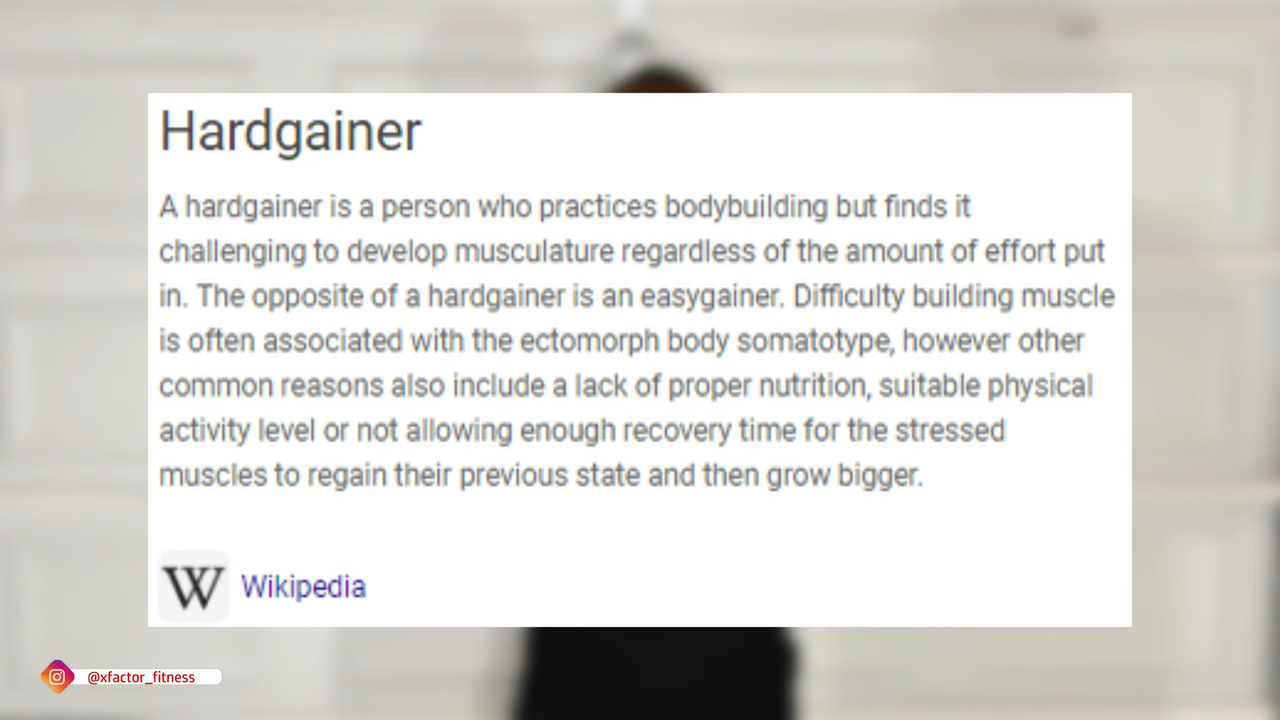 Hardgainer
A hardgainer is a person who practices bodybuilding but finds it
challenging to develop musculature regardless of the amount of effort put
in. The opposite of a hardgainer is an easygainer. Difficulty building muscle
is often associated with the ectomorph body somatotype, however other
common reasons also include a lack of proper nutrition, suitable physical
activity level or not allowing enough recovery time for the stressed
muscles to regain their previous state and then grow bigger.
W Wikipedia
@xfactor_fitness